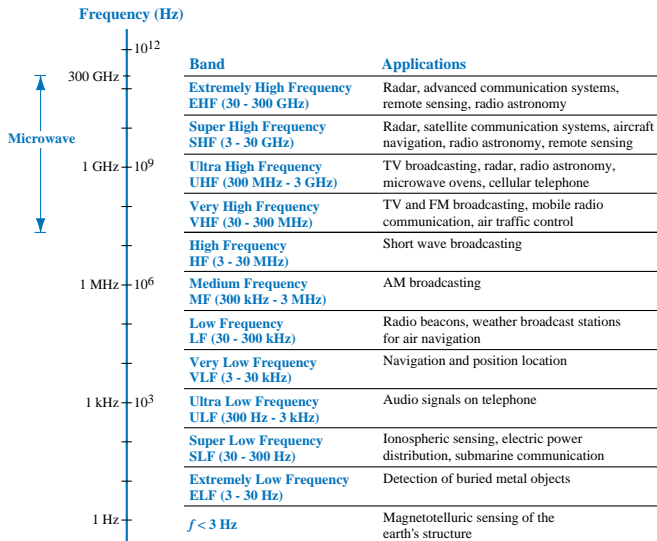 Frequency (Hz)
10¹²
300 GHz
Microwave
1 GHz
10⁹
1 MHz
10⁶
1 kHz
10³
1 Hz
Band Applications
Extremely High Frequency
EHF (30 - 300 GHz)
Radar, advanced communication systems,
remote sensing, radio astronomy
Super High Frequency
SHF (3 - 30 GHz)
Radar, satellite communication systems, aircraft
navigation, radio astronomy, remote sensing
Ultra High Frequency
UHF (300 MHz - 3 GHz)
TV broadcasting, radar, radio astronomy,
microwave ovens, cellular telephone
Very High Frequency
VHF (30 - 300 MHz)
TV and FM broadcasting, mobile radio
communication, air traffic control
High Frequency
HF (3 - 30 MHz)
Short wave broadcasting
Medium Frequency
MF (300 kHz - 3 MHz)
AM broadcasting
Low Frequency
LF (30 - 300 kHz)
Radio beacons, weather broadcast stations
for air navigation
Very Low Frequency
VLF (3 - 30 kHz)
Navigation and position location
Ultra Low Frequency
ULF (300 Hz - 3 kHz)
Audio signals on telephone
Super Low Frequency
SLF (30 - 300 Hz)
Ionospheric sensing, electric power
distribution, submarine communication
Extremely Low Frequency
ELF (3 - 30 Hz)
Detection of buried metal objects
f < 3 Hz
Magnetotelluric sensing of the
earth's structure